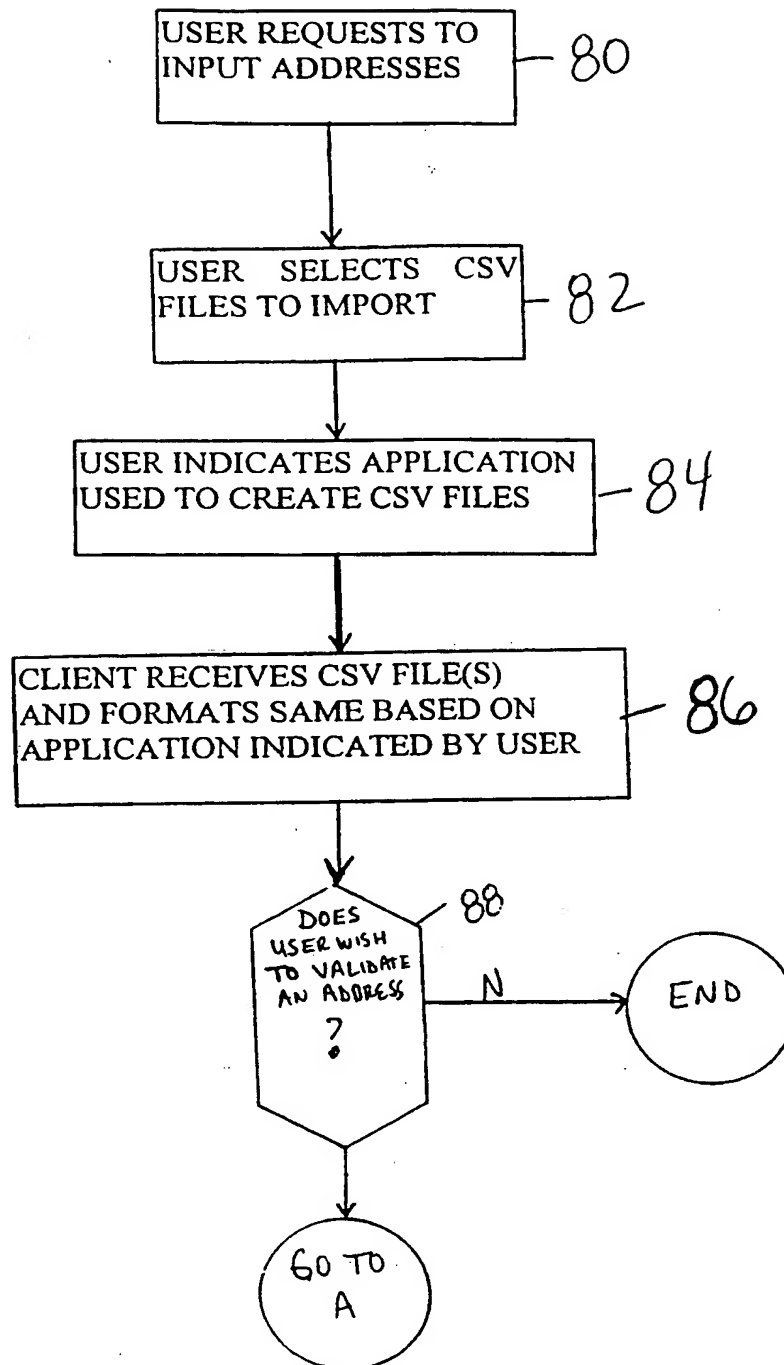 USER REQUESTS TO
INPUT ADDRESSES
80
USER SELECTS CSV
FILES TO IMPORT
82
USER INDICATES APPLICATION
USED TO CREATE CSV FILES
84
CLIENT RECEIVES CSV FILE(S)
AND FORMATS SAME BASED ON
APPLICATION INDICATED BY USER
86
88
DOES
USER WISH
TO VALIDATE
AN ADDRESS
?
N
END
GO TO
A